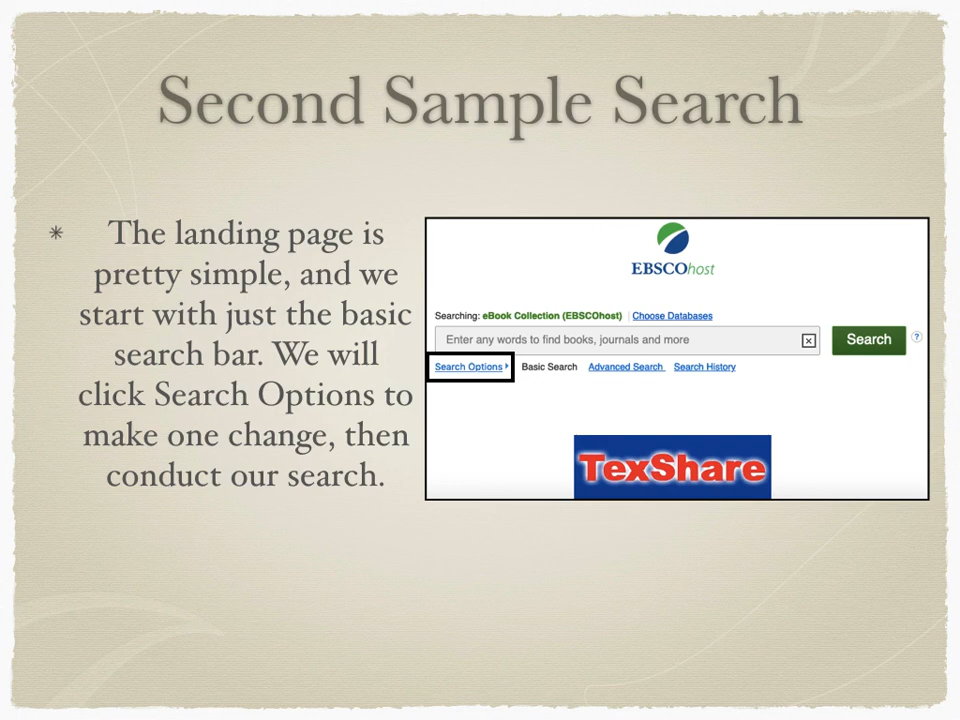 Second Sample Search
The landing page is
pretty simple, and we
start with just the basic
search bar. We will
click Search Options to
make one change, then
conduct our search.
EBSCOhost
Searching: eBook Collection (EBSCOhost) | Choose Databases
Enter any words to find books, journals and more
Search
?
Search Options
Basic Search Advanced Search Search History
TexShare